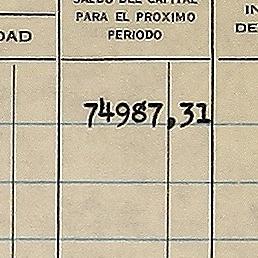 SALDO DEL CAPITAL
PARA EL PROXIMO
PERIODO
DAD
IN
DE
74987,31